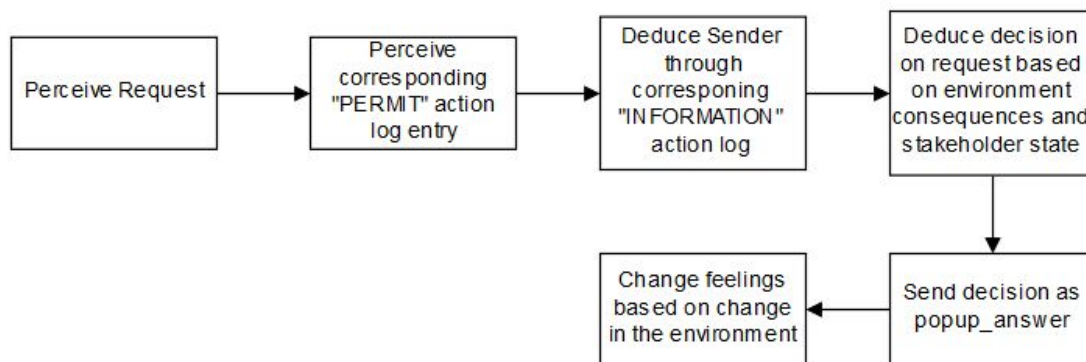 Perceive Request
Perceive
corresponding
"PERMIT" action
log entry
Deduce Sender
through
corresponing
"INFORMATION"
action log
Deduce decision
on request based
on environment
consequences and
stakeholder state
Send decision as
popup_answer
Change feelings
based on change
in the environment